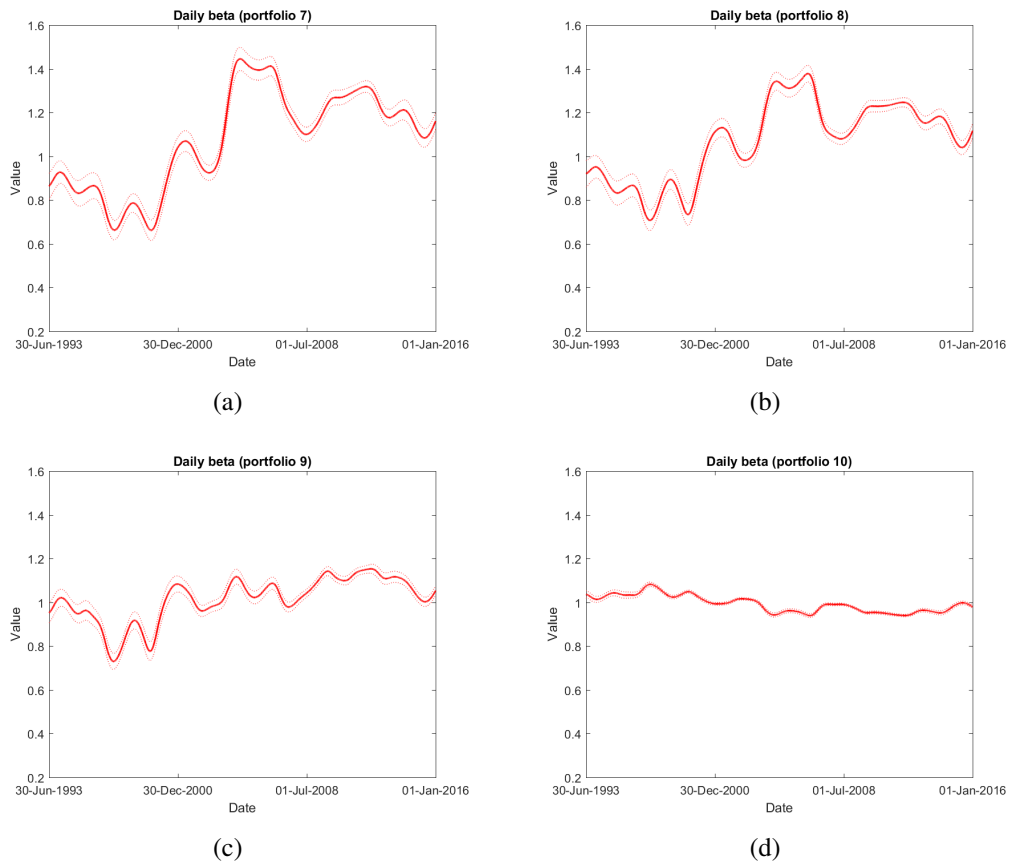 Daily beta (portfolio 7)
1.6
1.4
1.2
1
0.8
0.6
0.4
0.2
Value
30-Jun-1993 30-Dec-2000 01-Jul-2008 01-Jan-2016
Date
(a)
Daily beta (portfolio 8)
1.6
1.4
1.2
1
0.8
0.6
0.4
0.2
Value
30-Jun-1993 30-Dec-2000 01-Jul-2008 01-Jan-2016
Date
(b)
Daily beta (portfolio 9)
1.6
1.4
1.2
1
0.8
0.6
0.4
0.2
Value
30-Jun-1993 30-Dec-2000 01-Jul-2008 01-Jan-2016
Date
(c)
Daily beta (portfolio 10)
1.6
1.4
1.2
1
0.8
0.6
0.4
0.2
Value
30-Jun-1993 30-Dec-2000 01-Jul-2008 01-Jan-2016
Date
(d)